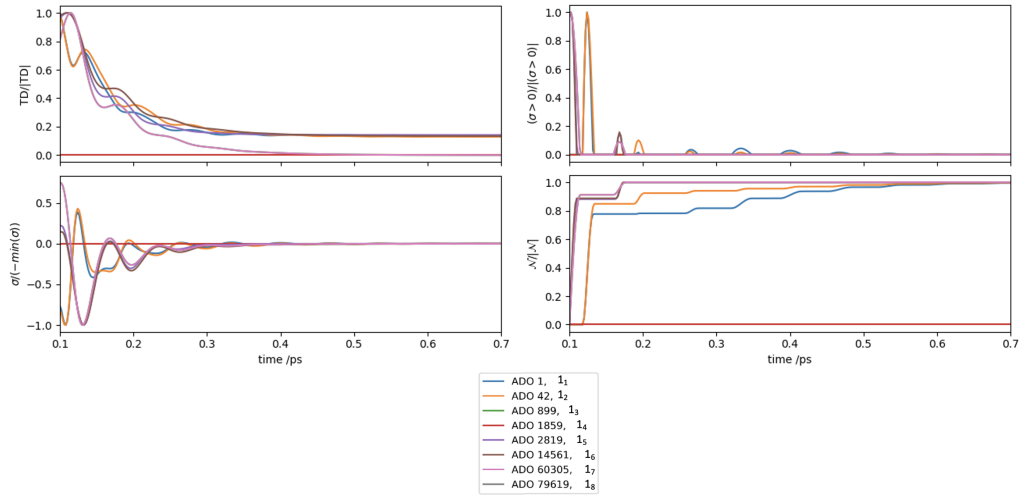 1.0
0.8
0.6
0.4
0.2
0.0
TD/|TD|
1.0
0.8
0.6
0.4
0.2
0.0
(σ > 0)/|(σ > 0)|
0.5
0.0
−0.5
−1.0
σ/(−min(σ))
0.1 0.2 0.3 0.4 0.5 0.6 0.7
time /ps
1.0
0.8
0.6
0.4
0.2
0.0
𝒩/|𝒩|
0.1 0.2 0.3 0.4 0.5 0.6 0.7
time /ps
ADO 1, 1₁
ADO 42, 1₂
ADO 899, 1₃
ADO 1859, 1₄
ADO 2819, 1₅
ADO 14561, 1₆
ADO 60305, 1₇
ADO 79619, 1₈